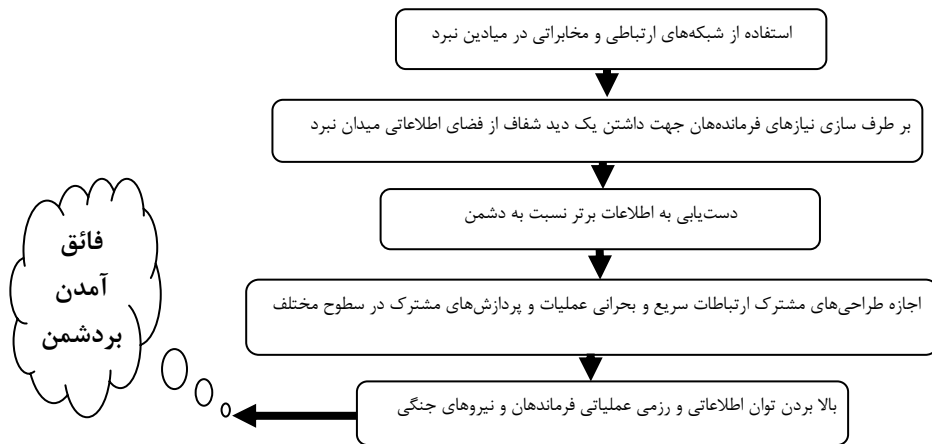 استفاده از شبکه‌های ارتباطی و مخابراتی در میادین نبرد
بر طرف سازی نیازهای فرمانده‌هان جهت داشتن یک دید شفاف از فضای اطلاعاتی میدان نبرد
دست‌یابی به اطلاعات برتر نسبت به دشمن
اجازه طراحی‌های مشترک ارتباطات سریع و بحرانی عملیات و پردازش‌های مشترک در سطوح مختلف
بالا بردن توان اطلاعاتی و رزمی عملیاتی فرماندهان و نیروهای جنگی
فائق
آمدن
بردشمن